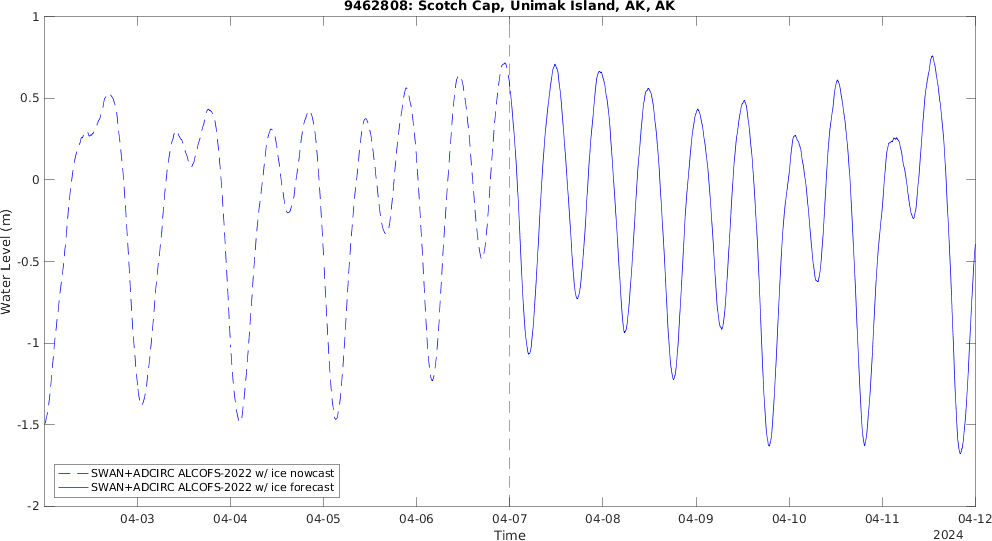 9462808: Scotch Cap, Unimak Island, AK, AK
1
0.5
0
-0.5
-1
-1.5
-2
Water Level (m)
SWAN+ADCIRC ALCOFS-2022 w/ ice nowcast
SWAN+ADCIRC ALCOFS-2022 w/ ice forecast
04-03 04-04 04-05 04-06 04-07 04-08 04-09 04-10 04-11 04-12
Time
2024